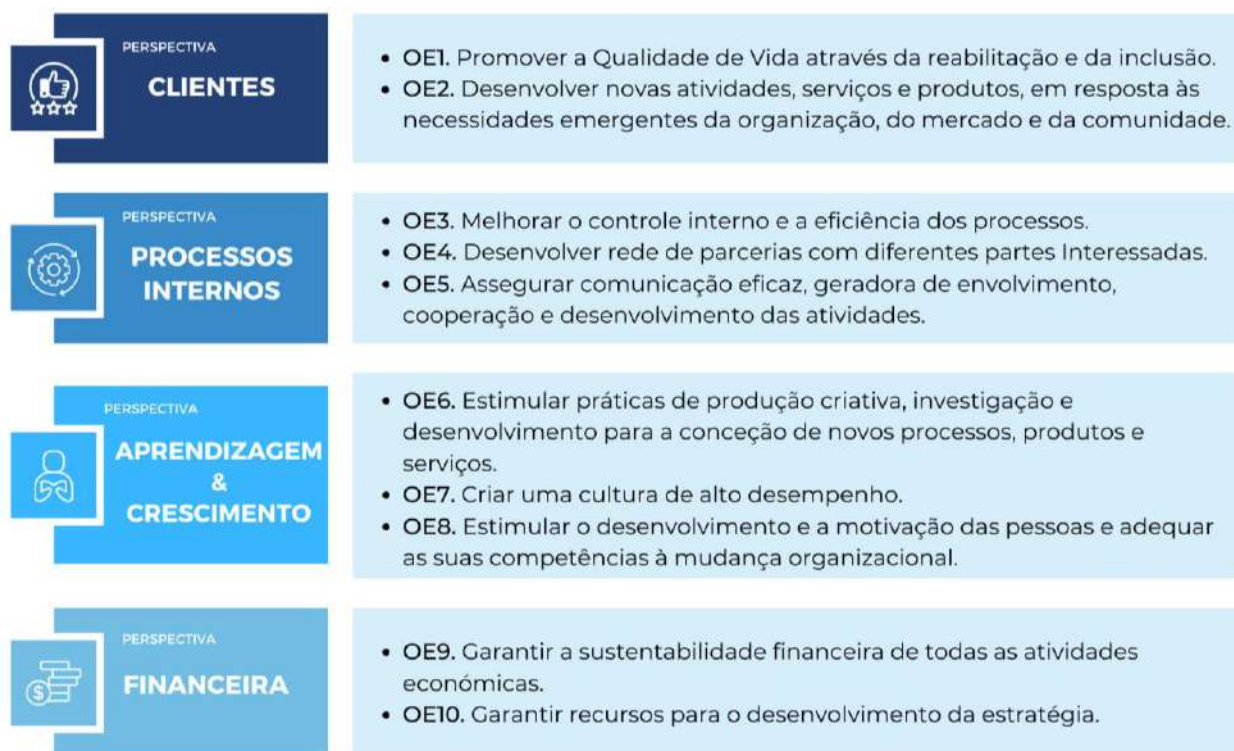 PERSPECTIVA
CLIENTES
• OE1. Promover a Qualidade de Vida através da reabilitação e da inclusão.
• OE2. Desenvolver novas atividades, serviços e produtos, em resposta às
necessidades emergentes da organização, do mercado e da comunidade.
PERSPECTIVA
PROCESSOS
INTERNOS
• OE3. Melhorar o controle interno e a eficiência dos processos.
• OE4. Desenvolver rede de parcerias com diferentes partes Interessadas.
• OE5. Assegurar comunicação eficaz, geradora de envolvimento,
cooperação e desenvolvimento das atividades.
PERSPECTIVA
APRENDIZAGEM
&
CRESCIMENTO
• OE6. Estimular práticas de produção criativa, investigação e
desenvolvimento para a conceção de novos processos, produtos e
serviços.
• OE7. Criar uma cultura de alto desempenho.
• OE8. Estimular o desenvolvimento e a motivação das pessoas e adequar
as suas competências à mudança organizacional.
PERSPECTIVA
FINANCEIRA
• OE9. Garantir a sustentabilidade financeira de todas as atividades
económicas.
• OE10. Garantir recursos para o desenvolvimento da estratégia.